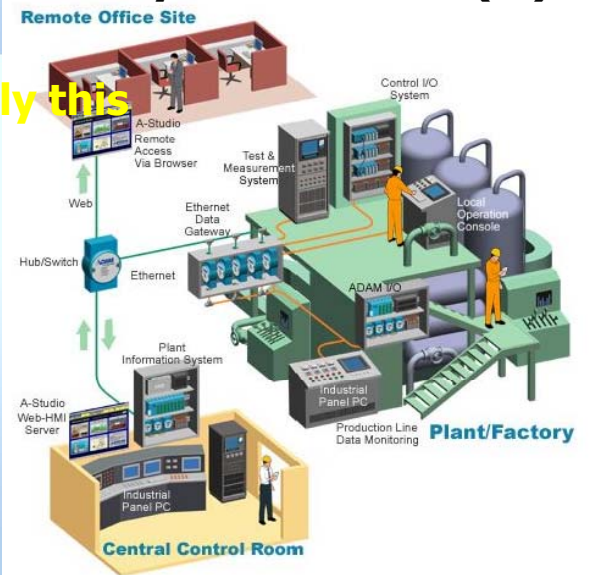 Remote Office Site
ly this
A-Studio
Remote
Access
Via Browser
Control I/O
System
Test &
Measurement
System
Web
Ethernet
Data
Gateway
Local
Operation
Console
Hub/Switch
Ethernet
ADAM I/O
Plant
Information System
A-Studio
Web-HMI
Server
Industrial
Panel PC
Production Line
Data Monitoring
Plant/Factory
Industrial
Panel PC
Central Control Room